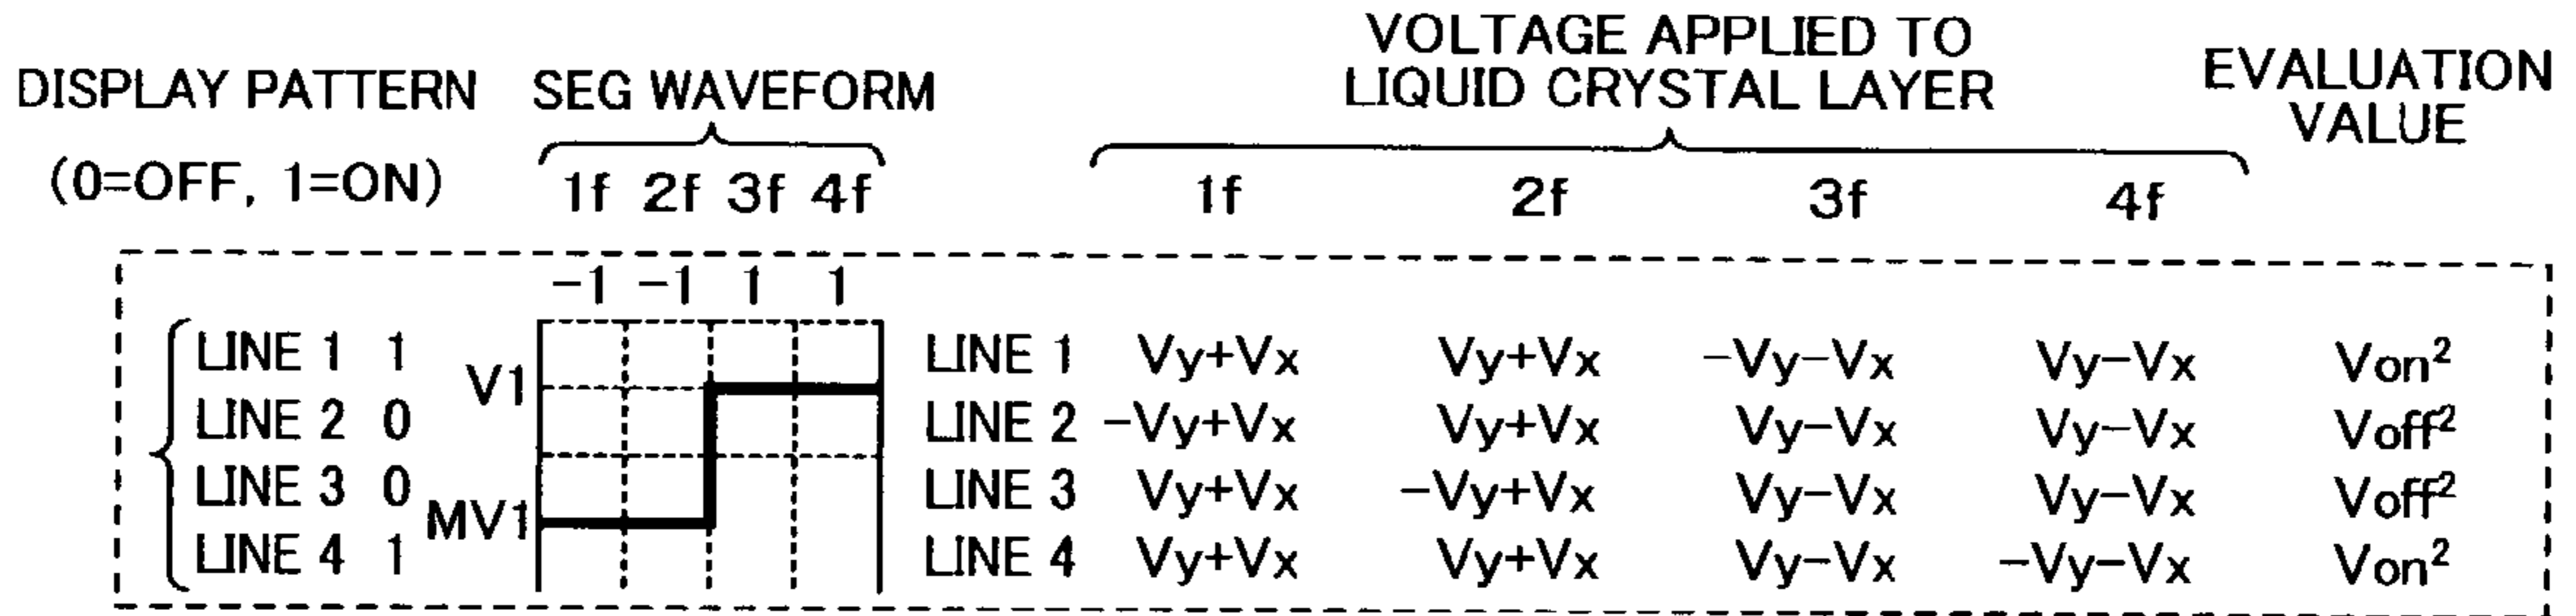 VOLTAGE APPLIED TO
LIQUID CRYSTAL LAYER
DISPLAY PATTERN SEG WAVEFORM EVALUATION
VALUE
(0=OFF, 1=ON) 1f 2f 3f 4f 1f 2f 3f 4f
-1 -1 1 1
LINE 1 1 V1 LINE 1 Vy+Vx Vy+Vx -Vy-Vx Vy-Vx Von²
LINE 2 0 LINE 2 -Vy+Vx Vy+Vx Vy-Vx Vy-Vx Voff²
LINE 3 0 MV1 LINE 3 Vy+Vx -Vy+Vx Vy-Vx Vy-Vx Voff²
LINE 4 1 LINE 4 Vy+Vx Vy+Vx Vy-Vx -Vy-Vx Von²